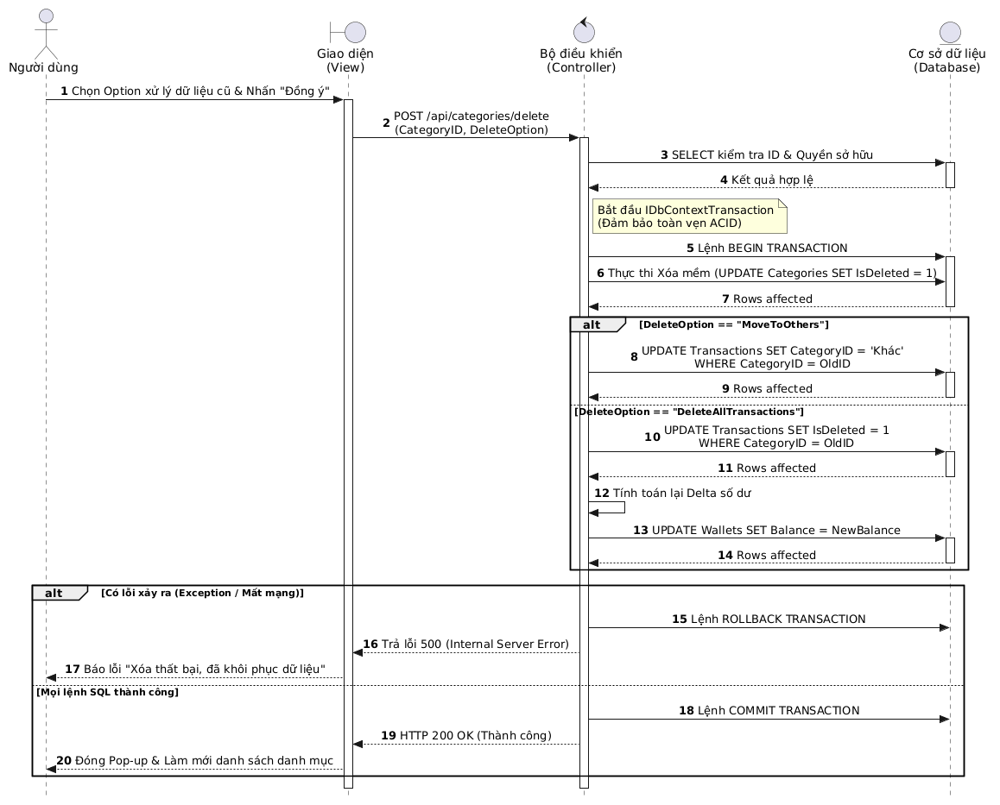 Người dùng
Giao diện
(View)
Bộ điều khiển
(Controller)
Cơ sở dữ liệu
(Database)
1 Chọn Option xử lý dữ liệu cũ & Nhấn "Đồng ý"
2 POST /api/categories/delete
(CategoryID, DeleteOption)
3 SELECT kiểm tra ID & Quyền sở hữu
4 Kết quả hợp lệ
Bắt đầu IDbContextTransaction
(Đảm bảo toàn vẹn ACID)
5 Lệnh BEGIN TRANSACTION
6 Thực thi Xóa mềm (UPDATE Categories SET IsDeleted = 1)
7 Rows affected
alt [DeleteOption == "MoveToOthers"]
8 UPDATE Transactions SET CategoryID = 'Khác'
WHERE CategoryID = OldID
9 Rows affected
[DeleteOption == "DeleteAllTransactions"]
10 UPDATE Transactions SET IsDeleted = 1
WHERE CategoryID = OldID
11 Rows affected
12 Tính toán lại Delta số dư
13 UPDATE Wallets SET Balance = NewBalance
14 Rows affected
alt [Có lỗi xảy ra (Exception / Mất mạng)]
15 Lệnh ROLLBACK TRANSACTION
16 Trả lỗi 500 (Internal Server Error)
17 Báo lỗi "Xóa thất bại, đã khôi phục dữ liệu"
[Mọi lệnh SQL thành công]
18 Lệnh COMMIT TRANSACTION
19 HTTP 200 OK (Thành công)
20 Đóng Pop-up & Làm mới danh sách danh mục